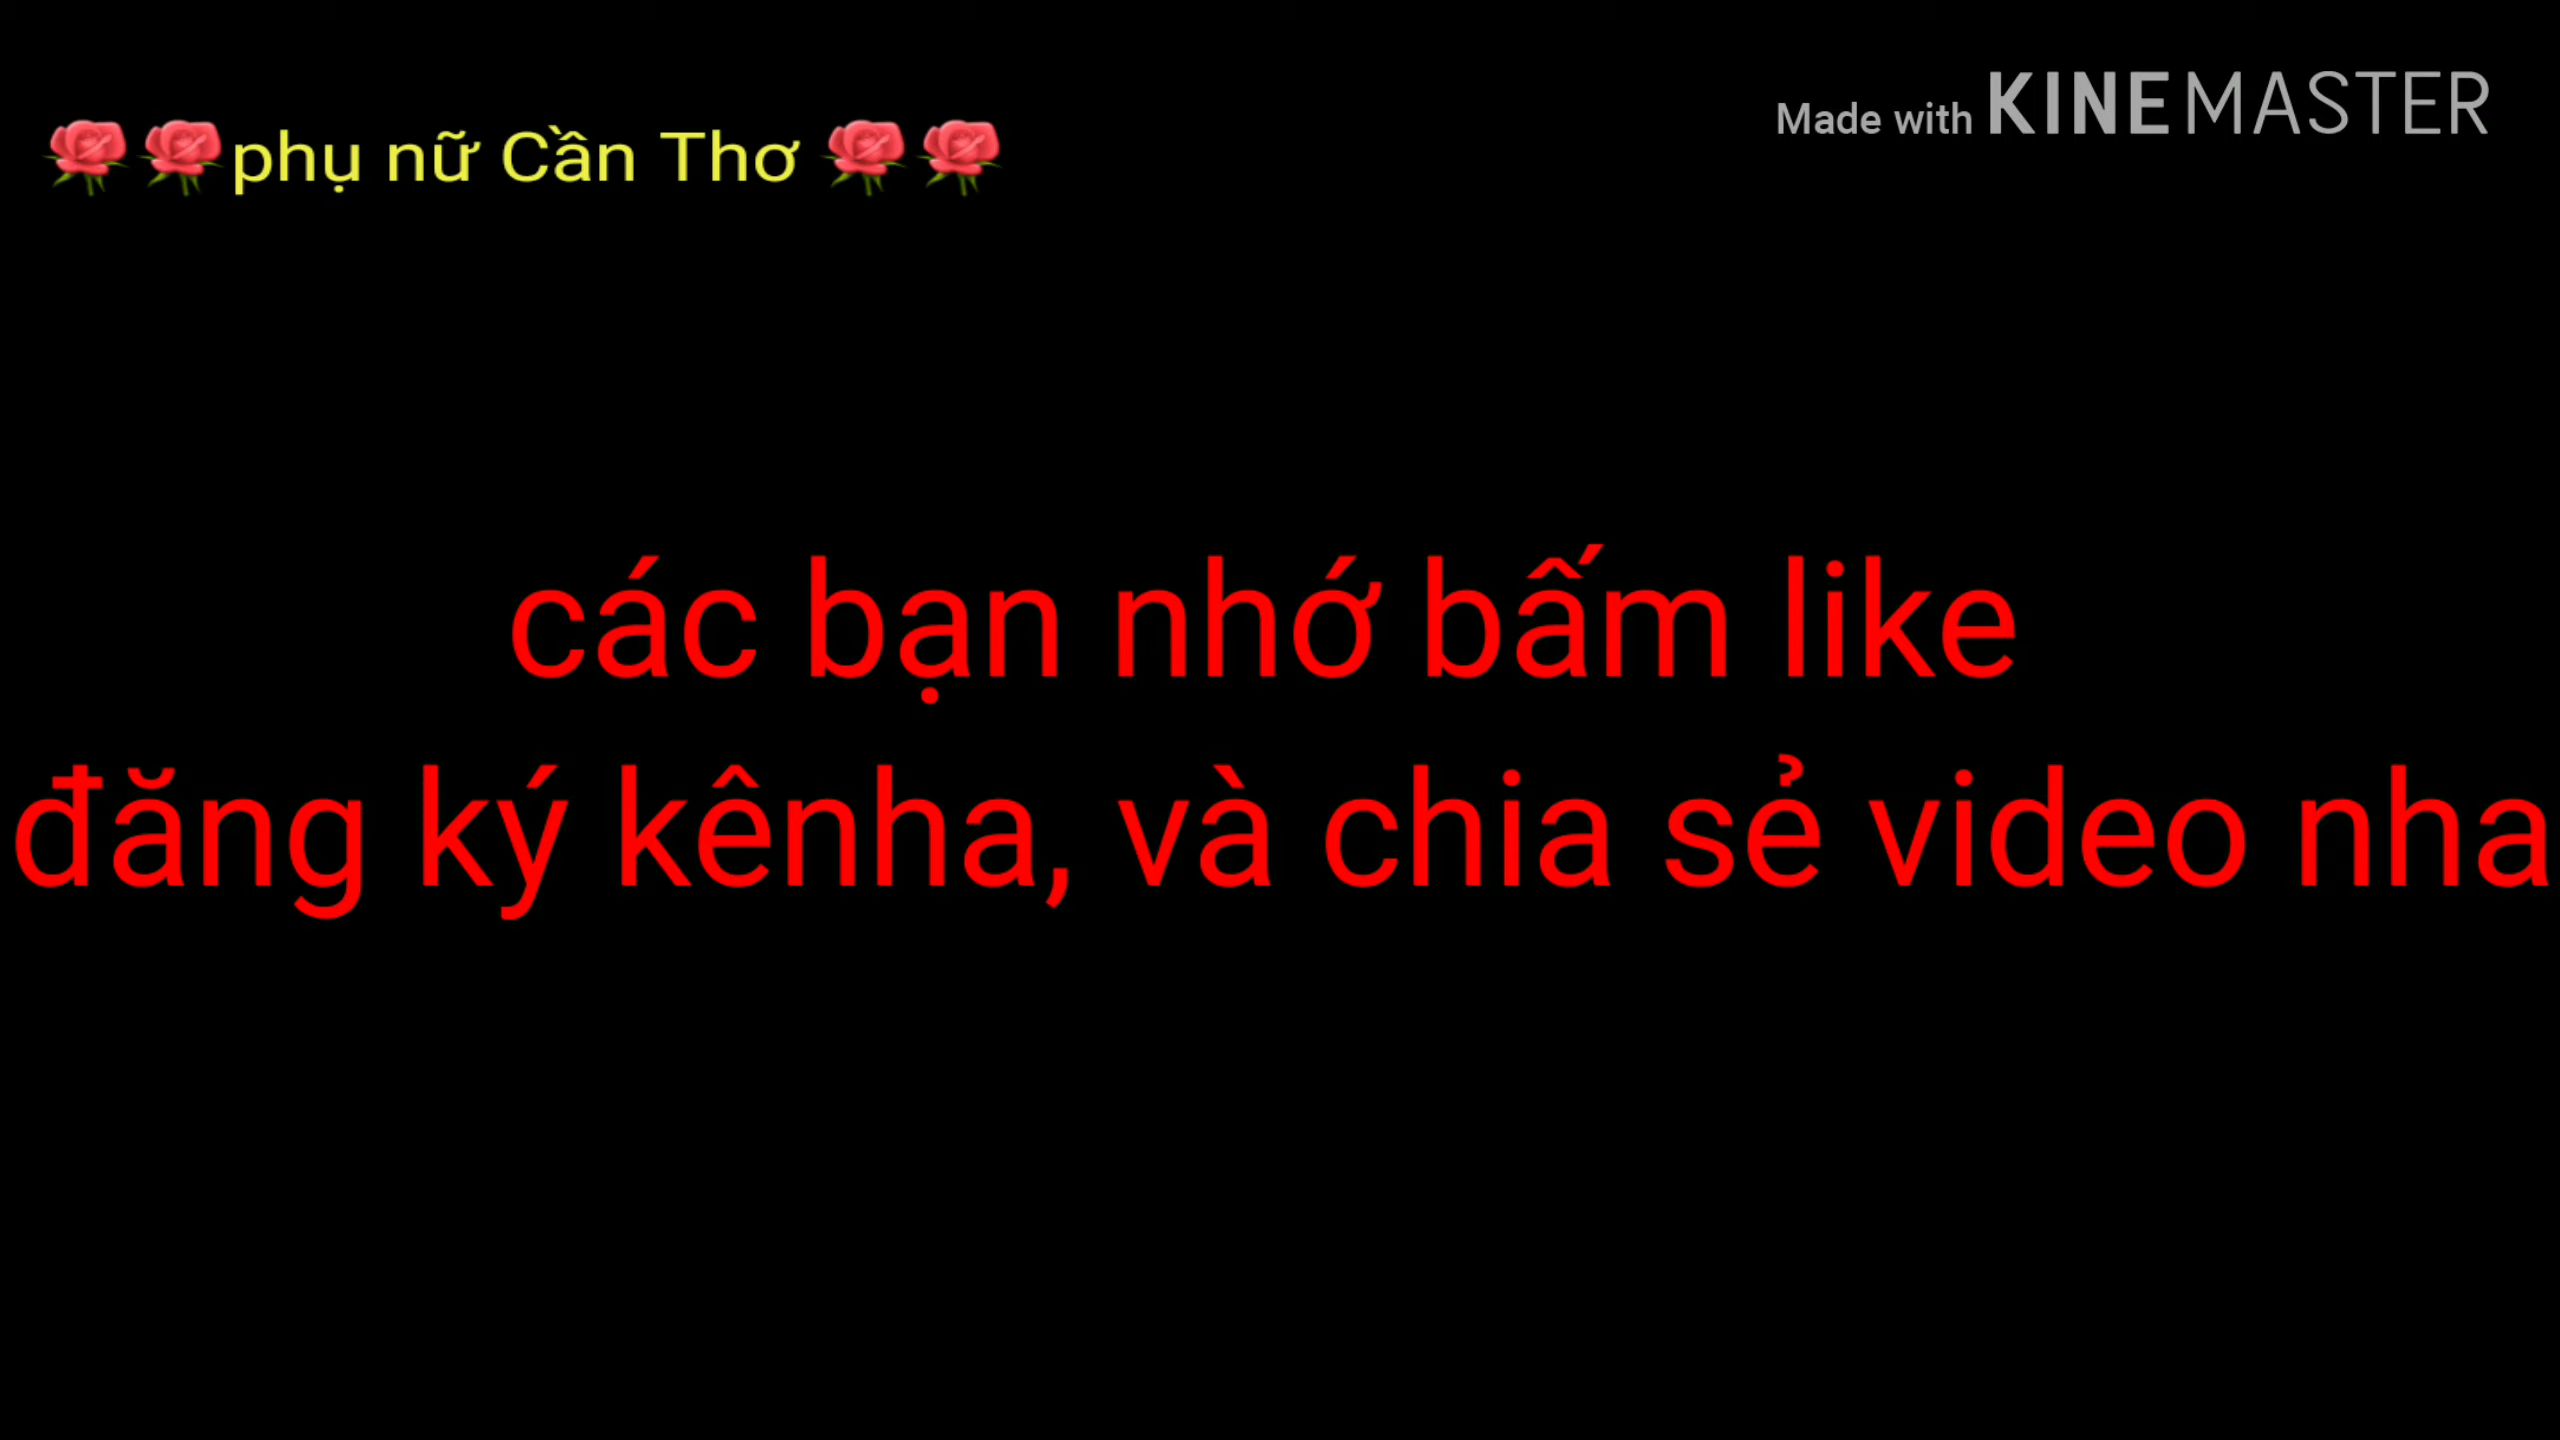 🌹🌹phụ nữ Cần Thơ 🌹🌹
Made with KINEMASTER
các bạn nhớ bấm like
đăng ký kênha, và chia sẻ video nha